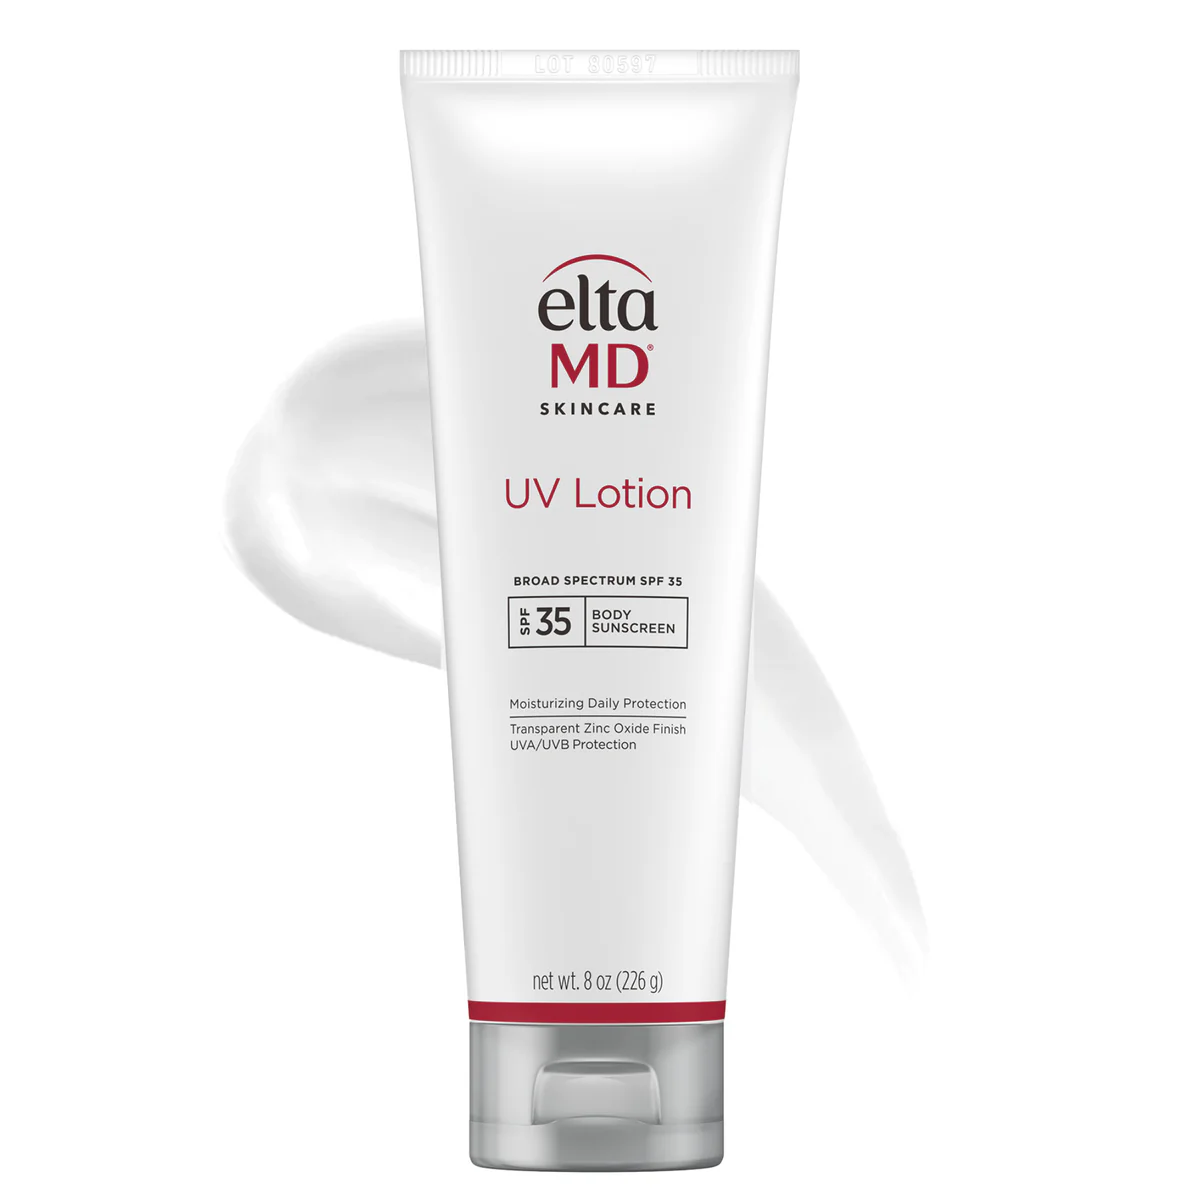 LOT 80597
elta
MD®
SKINCARE
UV Lotion
BROAD SPECTRUM SPF 35
SPF 35
BODY
SUNSCREEN
Moisturizing Daily Protection
Transparent Zinc Oxide Finish
UVA/UVB Protection
net wt. 8 oz (226 g)